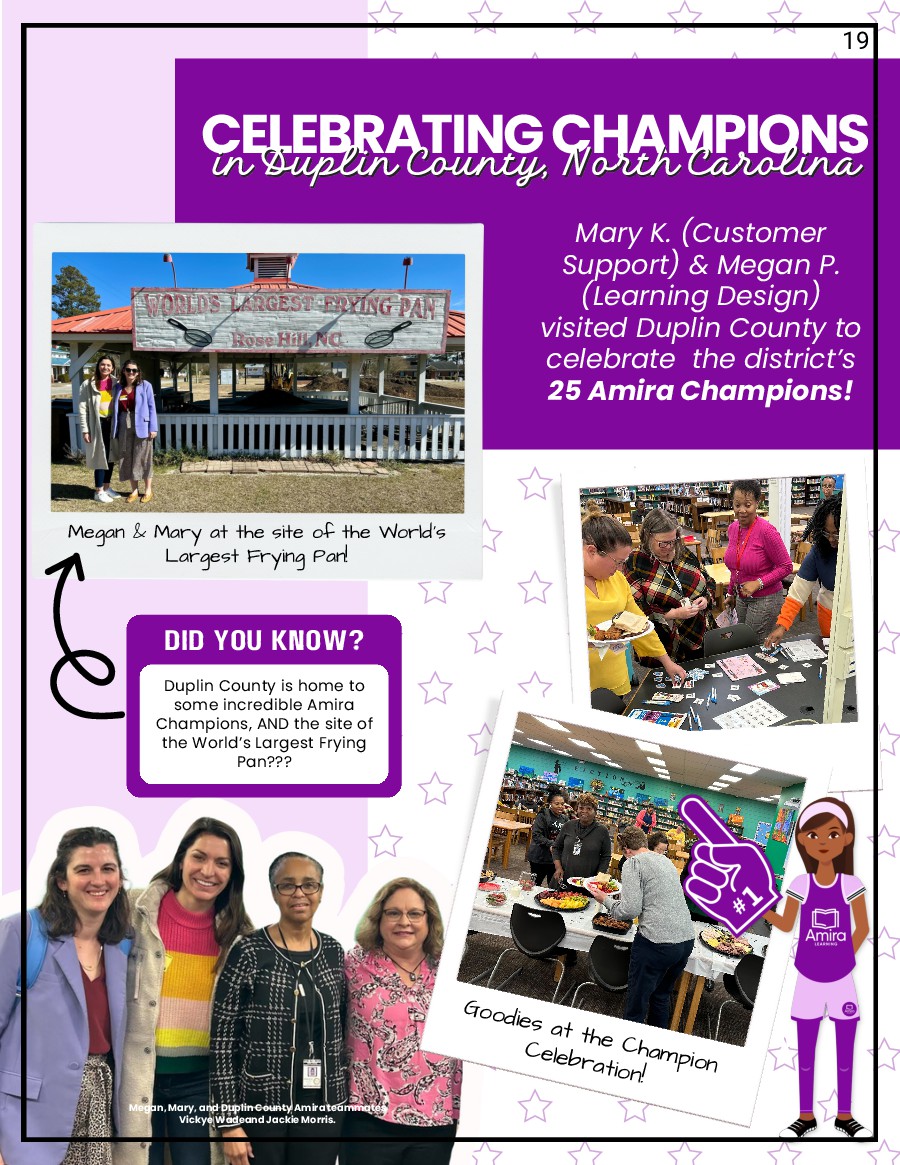 19
CELEBRATING CHAMPIONS
in Duplin County, North Carolina
Mary K. (Customer
Support) & Megan P.
(Learning Design)
visited Duplin County to
celebrate the district's
25 Amira Champions!
WORLD'S LARGEST FRYING PAN
Rose Hill, NC
Megan & Mary at the site of the World's
Largest Frying Pan!
DID YOU KNOW?
Duplin County is home to
some incredible Amira
Champions, AND the site of
the World's Largest Frying
Pan???
FICTION
#1
Amira
LEARNING
Goodies at the Champion
Celebration!
Megan, Mary, and Duplin County Amira teammates
Vickye Wade and Jackie Morris.